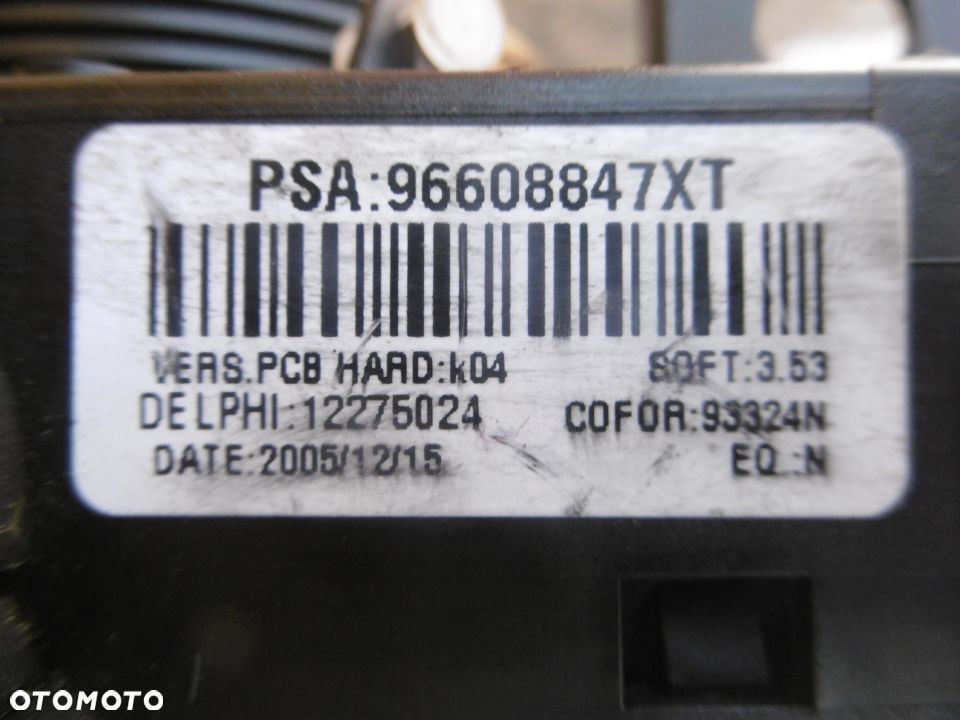 PSA:96608847XT
VERS.PCB HARD:k04 SOFT:3.53
DELPHI:12275024 COFOR:93324N
DATE:2005/12/15 EQ.:N
OTOMOTO